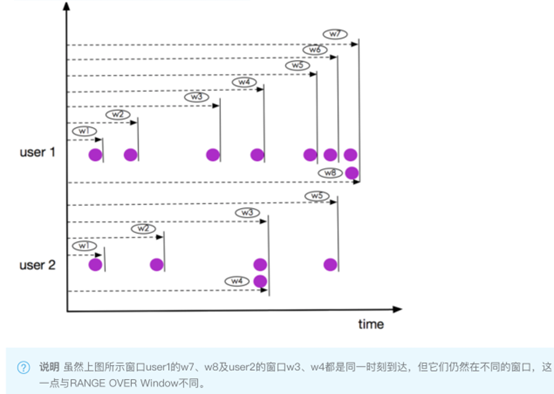 w7
w6
w5
w4
w3
w2
w1
user 1
w8
w5
w3
w2
w1
user 2
w4
time
说明 虽然上图所示窗口user1的w7、w8及user2的窗口w3、w4都是同一时刻到达，但它们仍然在不同的窗口，这
一点与RANGE OVER Window不同。